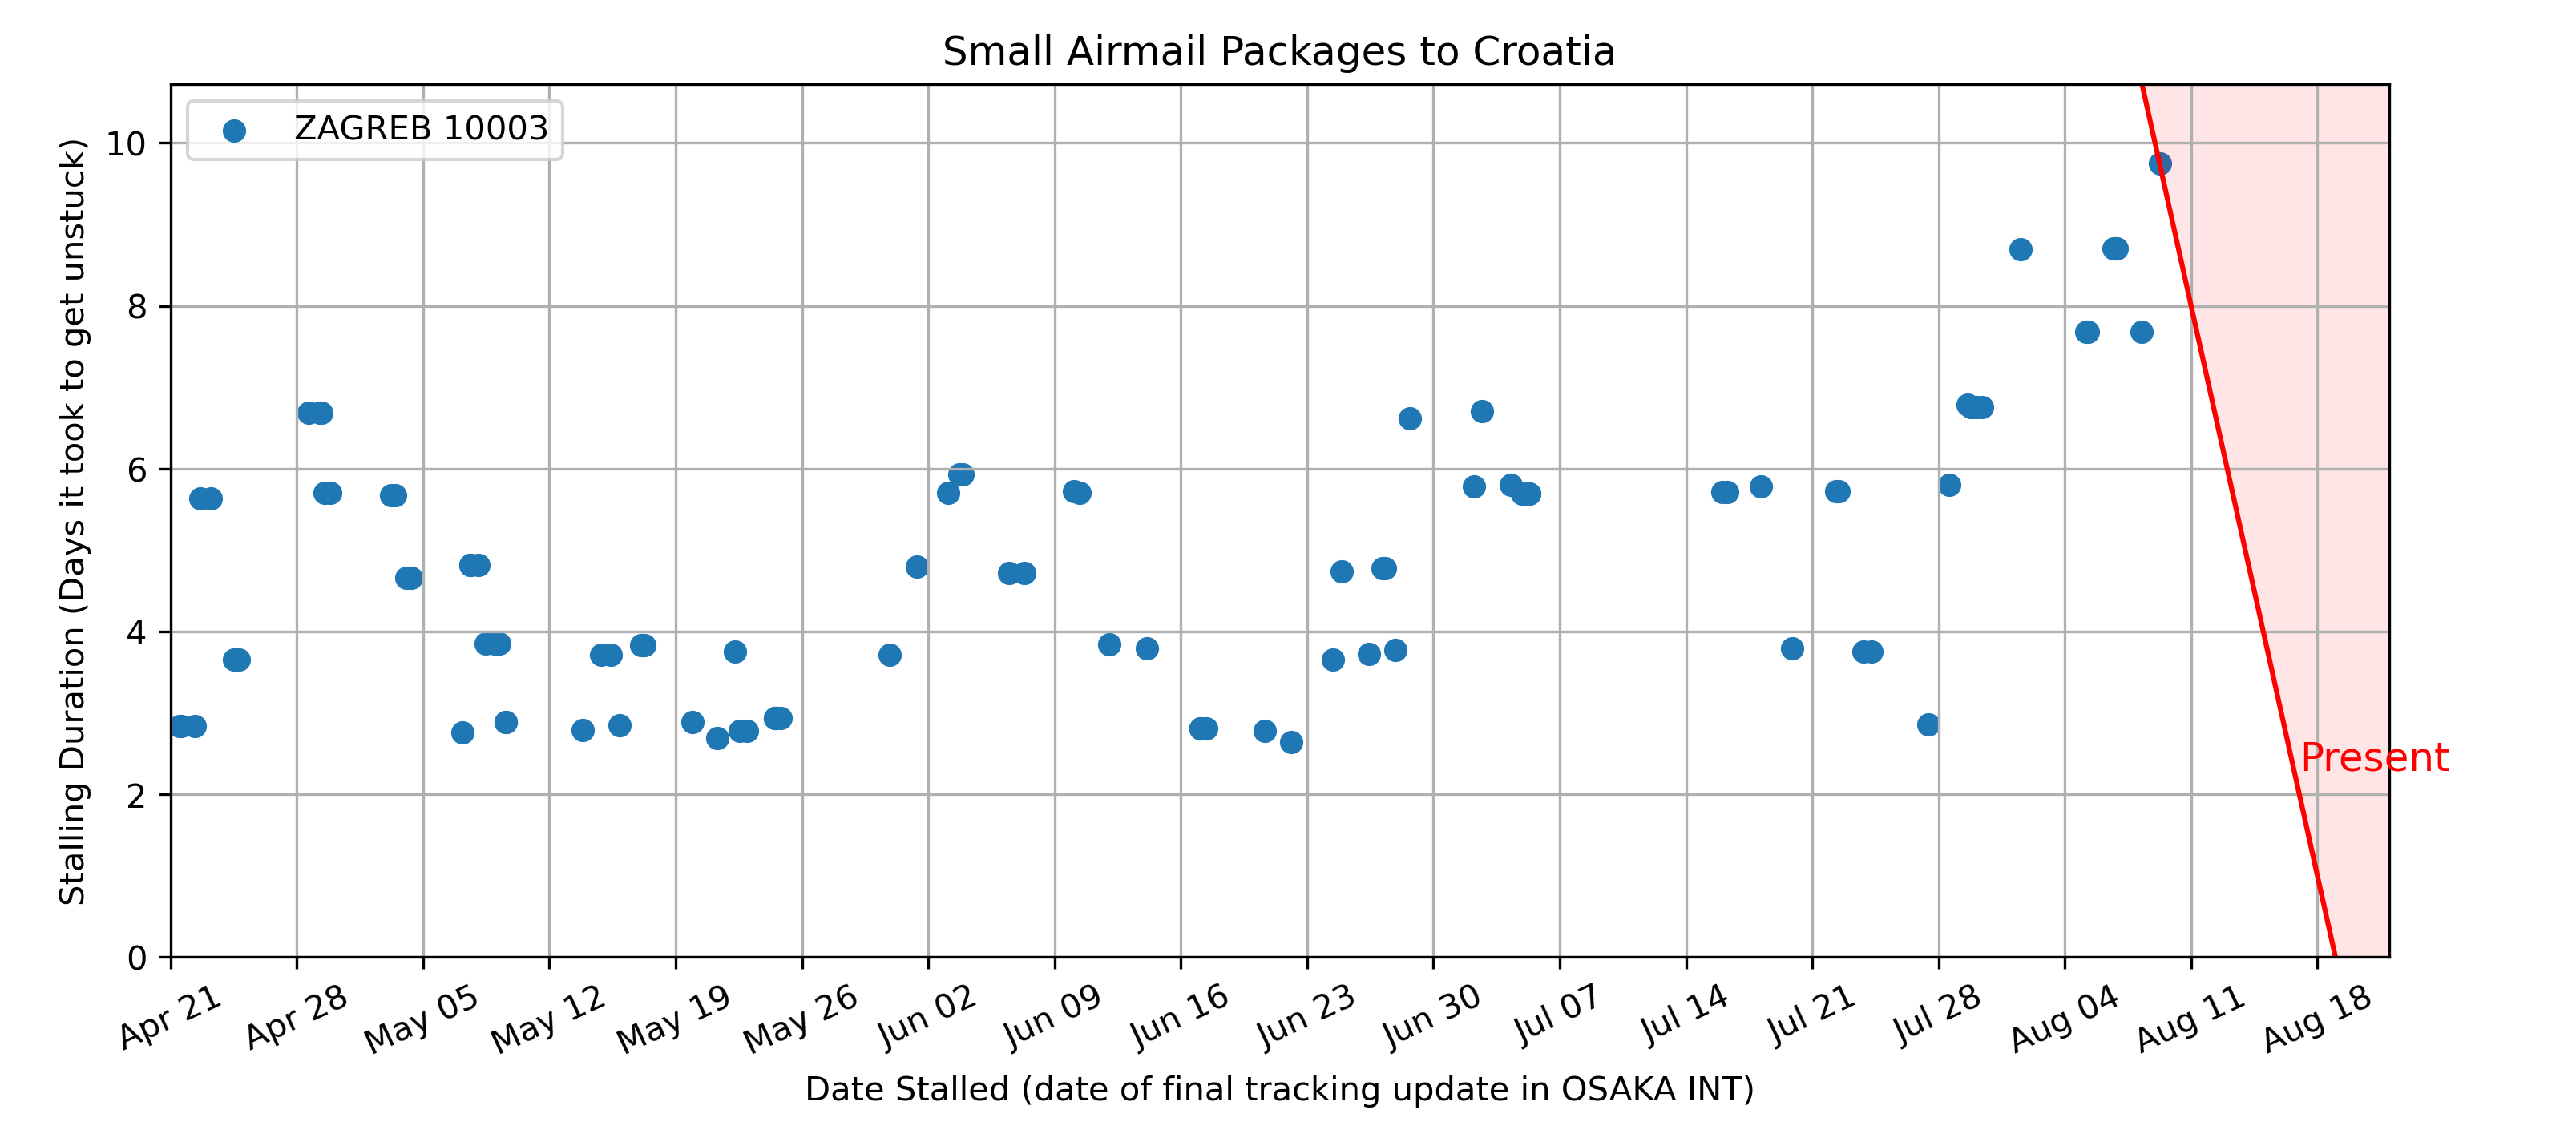 Small Airmail Packages to Croatia
ZAGREB 10003
Stalling Duration (Days it took to get unstuck)
10
8
6
4
2
0
Present
Apr 21
Apr 28
May 05
May 12
May 19
May 26
Jun 02
Jun 09
Jun 16
Jun 23
Jun 30
Jul 07
Jul 14
Jul 21
Jul 28
Aug 04
Aug 11
Aug 18
Date Stalled (date of final tracking update in OSAKA INT)